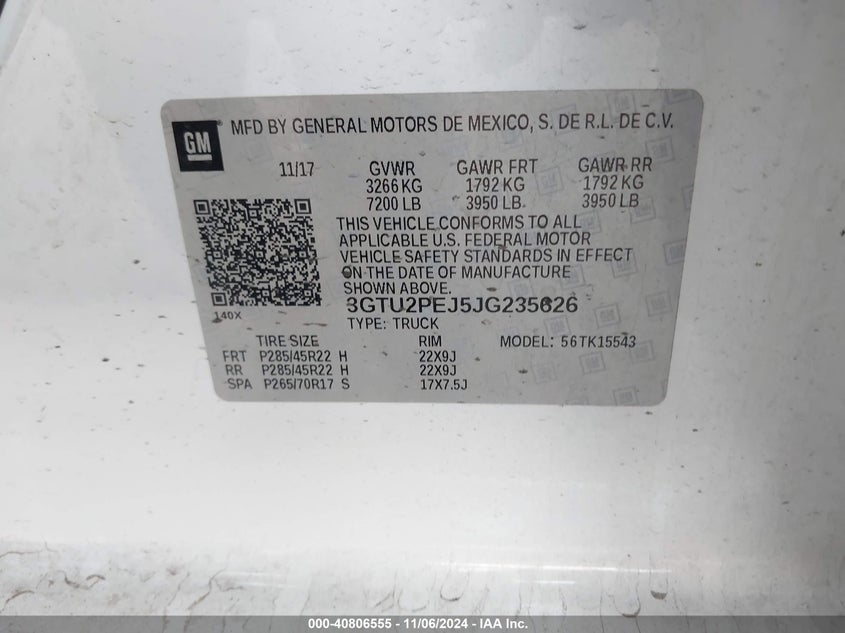 GM MFD BY GENERAL MOTORS DE MEXICO, S. DE R.L. DE C.V.
11/17 GVWR GAWR FRT GAWR RR
3266 KG 1792 KG 1792 KG
7200 LB 3950 LB 3950 LB
THIS VEHICLE CONFORMS TO ALL
APPLICABLE U.S. FEDERAL MOTOR
VEHICLE SAFETY STANDARDS IN EFFECT
ON THE DATE OF MANUFACTURE
SHOWN ABOVE.
3GTU2PEJ5JG235626
140X
TYPE: TRUCK
TIRE SIZE RIM MODEL: 56TK15543
FRT P285/45R22 H 22X9J
RR P285/45R22 H 22X9J
SPA P265/70R17 S 17X7.5J
000-40806555 - 11/06/2024 - IAA Inc.